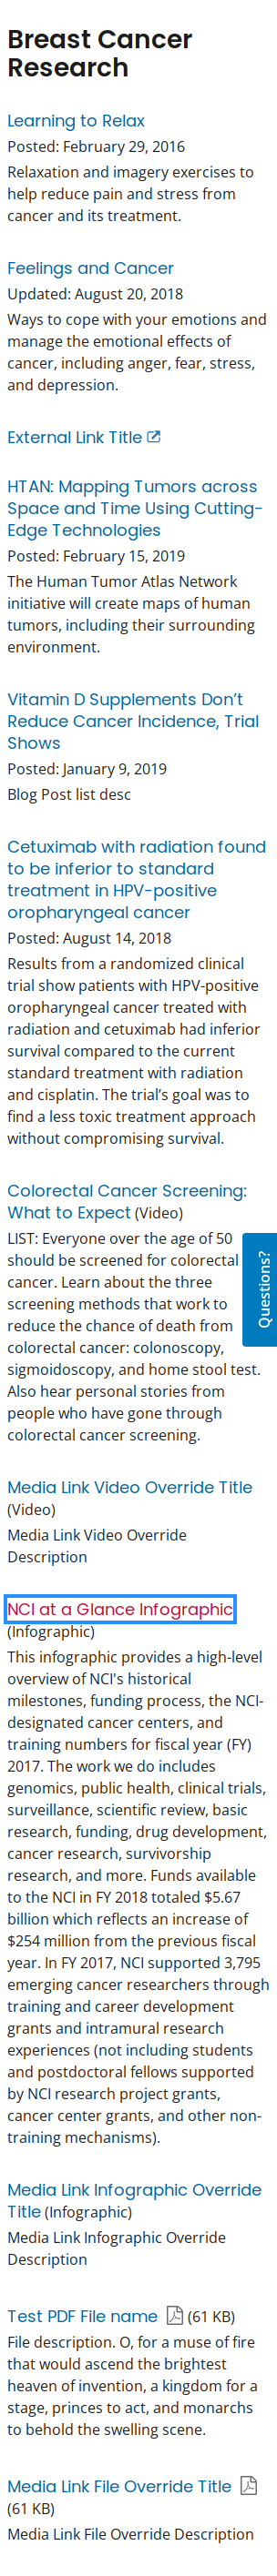 Breast Cancer
Research
Learning to Relax
Posted: February 29, 2016
Relaxation and imagery exercises to
help reduce pain and stress from
cancer and its treatment.
Feelings and Cancer
Updated: August 20, 2018
Ways to cope with your emotions and
manage the emotional effects of
cancer, including anger, fear, stress,
and depression.
External Link Title
HTAN: Mapping Tumors across
Space and Time Using Cutting-
Edge Technologies
Posted: February 15, 2019
The Human Tumor Atlas Network
initiative will create maps of human
tumors, including their surrounding
environment.
Vitamin D Supplements Don’t
Reduce Cancer Incidence, Trial
Shows
Posted: January 9, 2019
Blog Post list desc
Cetuximab with radiation found
to be inferior to standard
treatment in HPV-positive
oropharyngeal cancer
Posted: August 14, 2018
Results from a randomized clinical
trial show patients with HPV-positive
oropharyngeal cancer treated with
radiation and cetuximab had inferior
survival compared to the current
standard treatment with radiation
and cisplatin. The trial’s goal was to
find a less toxic treatment approach
without compromising survival.
Colorectal Cancer Screening:
What to Expect (Video)
LIST: Everyone over the age of 50
should be screened for colorectal
cancer. Learn about the three
screening methods that work to
reduce the chance of death from
colorectal cancer: colonoscopy,
sigmoidoscopy, and home stool test.
Also hear personal stories from
people who have gone through
colorectal cancer screening.
Questions?
Media Link Video Override Title
(Video)
Media Link Video Override
Description
NCI at a Glance Infographic
(Infographic)
This infographic provides a high-level
overview of NCI's historical
milestones, funding process, the NCI-
designated cancer centers, and
training numbers for fiscal year (FY)
2017. The work we do includes
genomics, public health, clinical trials,
surveillance, scientific review, basic
research, funding, drug development,
cancer research, survivorship
research, and more. Funds available
to the NCI in FY 2018 totaled $5.67
billion which reflects an increase of
$254 million from the previous fiscal
year. In FY 2017, NCI supported 3,795
emerging cancer researchers through
training and career development
grants and intramural research
experiences (not including students
and postdoctoral fellows supported
by NCI research project grants,
cancer center grants, and other non-
training mechanisms).
Media Link Infographic Override
Title (Infographic)
Media Link Infographic Override
Description
Test PDF File name (61 KB)
File description. O, for a muse of fire
that would ascend the brightest
heaven of invention, a kingdom for a
stage, princes to act, and monarchs
to behold the swelling scene.
Media Link File Override Title
(61 KB)
Media Link File Override Description